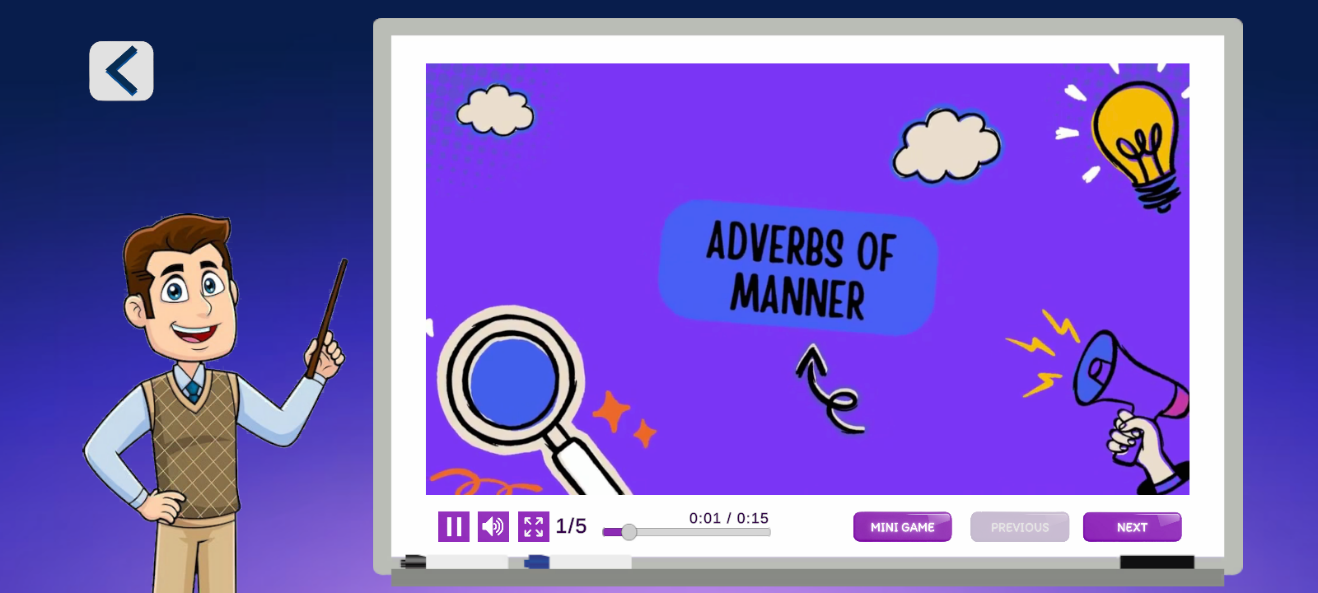 ADVERBS OF
MANNER
1/5
0:01 / 0:15
MINI GAME
PREVIOUS
NEXT